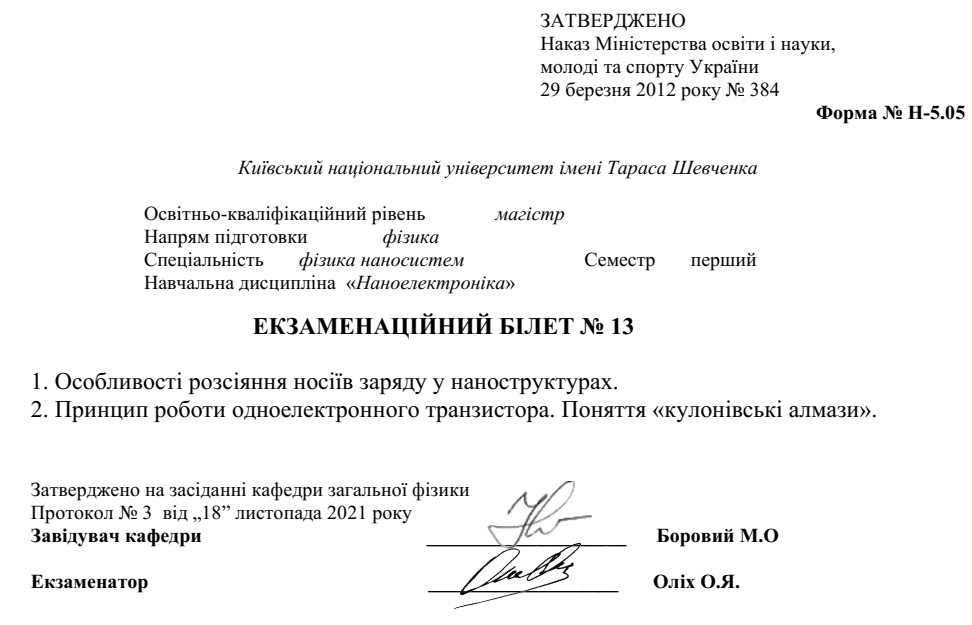 ЗАТВЕРДЖЕНО
Наказ Міністерства освіти і науки,
молоді та спорту України
29 березня 2012 року № 384
Форма № Н-5.05
Київський національний університет імені Тараса Шевченка
Освітньо-кваліфікаційний рівень магістр
Напрям підготовки фізика
Спеціальність фізика наносистем Семестр перший
Навчальна дисципліна «Наноелектроніка»
ЕКЗАМЕНАЦІЙНИЙ БІЛЕТ № 13
1. Особливості розсіяння носіїв заряду у наноструктурах.
2. Принцип роботи одноелектронного транзистора. Поняття «кулонівські алмази».
Затверджено на засіданні кафедри загальної фізики
Протокол № 3 від „18” листопада 2021 року
Завідувач кафедри Боровий М.О
Екзаменатор Оліх О.Я.